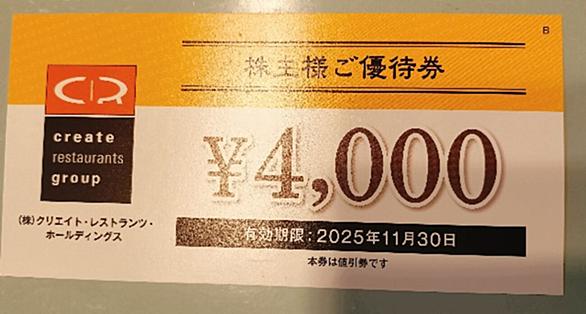 B
株主様ご優待券
CR
create
restaurants
group
¥4,000
(株)クリエイト・レストランツ・
ホールディングス
有効期限:2025年11月30日
本券は値引券です